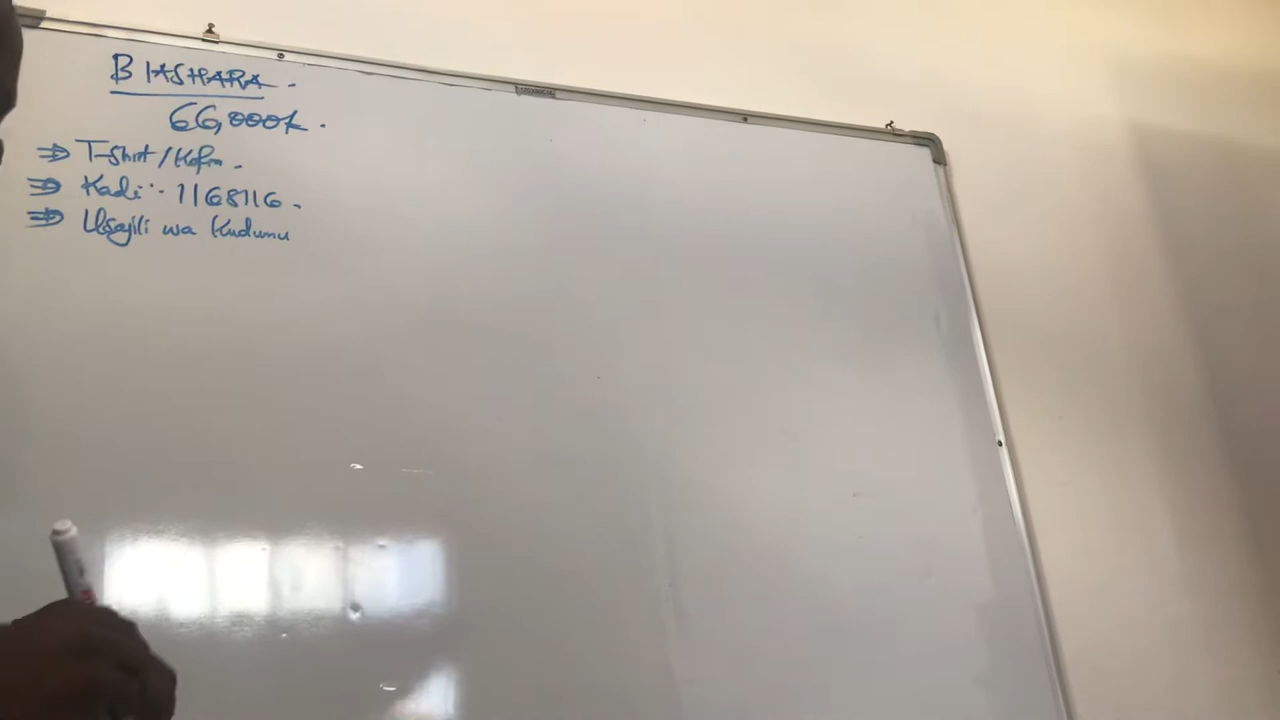 BIASHARA.
66,000/=.
⇒ T-Shirt/Kofia.
⇒ Kadi:- 1168116.
⇒ Usajili wa Kudumu